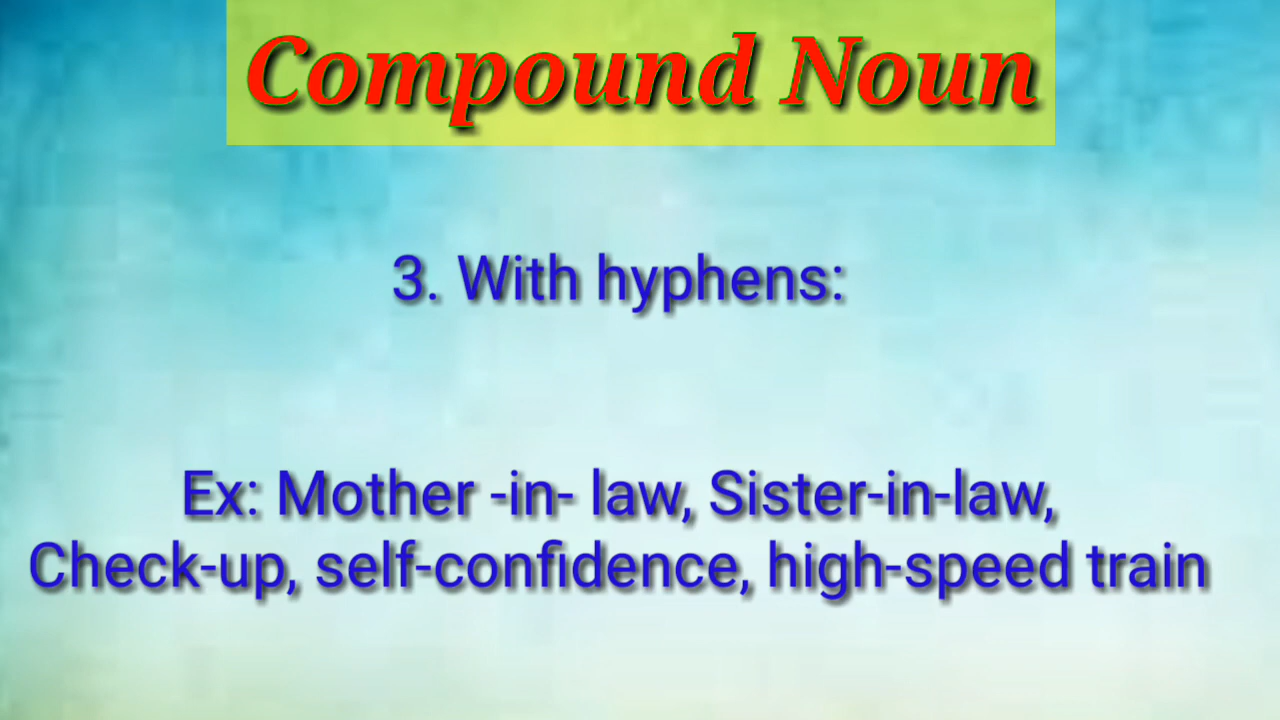 Compound Noun
3. With hyphens:
Ex: Mother -in- law, Sister-in-law,
Check-up, self-confidence, high-speed train